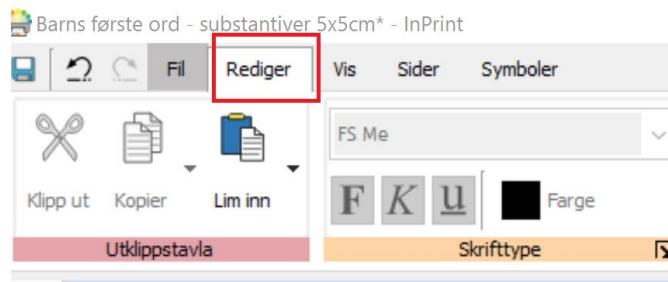 Barns første ord - substantiver 5x5cm* - InPrint
Fil Rediger Vis Sider Symboler
FS Me
Klipp ut Kopier Lim inn
F K u Farge
Utklippstavla Skrifttype